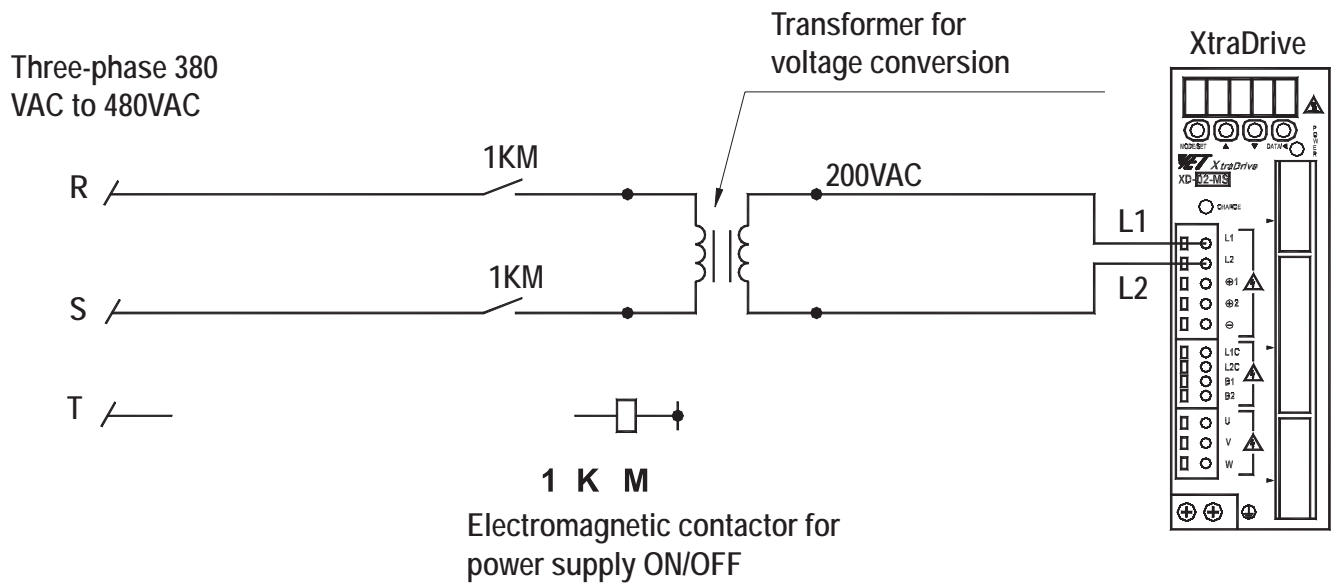 Transformer for
voltage conversion
XtraDrive
Three-phase 380
VAC to 480VAC
POWER
MODE/SET
DATA/
YET XtraDrive
XD-02-MS
CHARGE
R
1KM
200VAC
L1
L1
L2
1KM
L2
S
⊕1
⊕2
⊖
L1C
L2C
B1
B2
T
U
V
W
1 K M
Electromagnetic contactor for
power supply ON/OFF